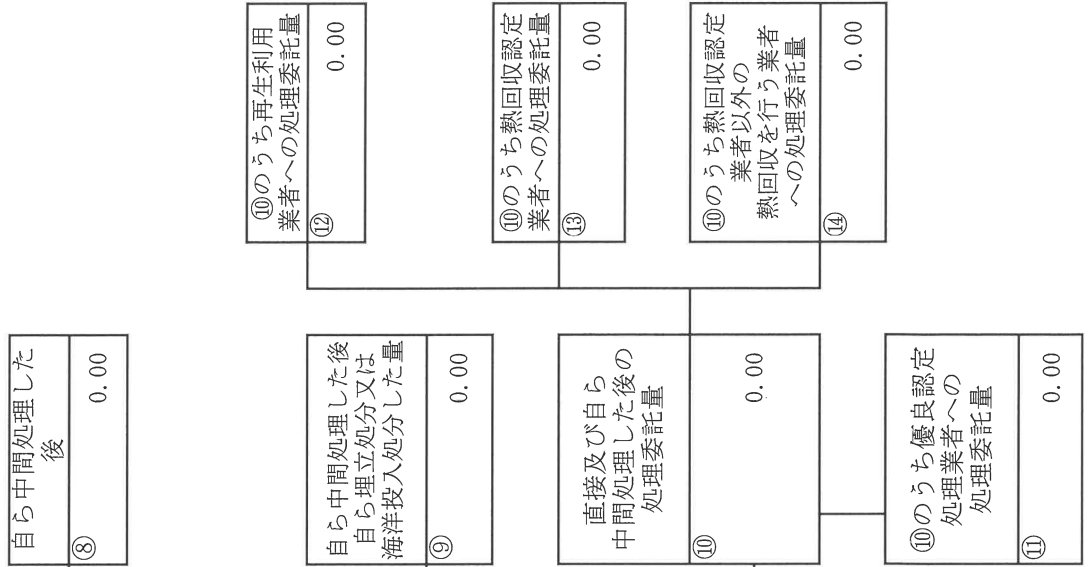 自ら中間処理した
後
⑧
0.00
自ら中間処理した後
自ら埋立処分又は
海洋投入処分した量
⑨
0.00
直接及び自ら
中間処理した後の
処理委託量
⑩
0.00
⑩のうち優良認定
処理業者への
処理委託量
⑪
0.00
⑩のうち再生利用
業者への処理委託量
⑫
0.00
⑩のうち熱回収認定
業者への処理委託量
⑬
0.00
⑩のうち熱回収認定
業者以外の
熱回収を行う業者
への処理委託量
⑭
0.00